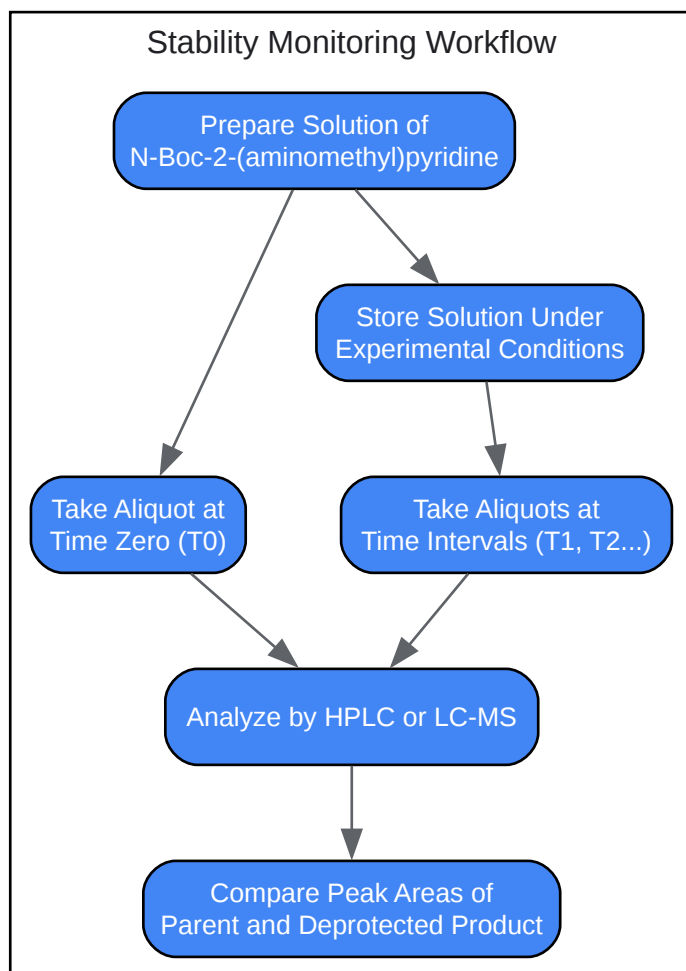 Stability Monitoring Workflow
Prepare Solution of
N-Boc-2-(aminomethyl)pyridine
Store Solution Under
Experimental Conditions
Take Aliquot at
Time Zero (T0)
Take Aliquots at
Time Intervals (T1, T2...)
Analyze by HPLC or LC-MS
Compare Peak Areas of
Parent and Deprotected Product